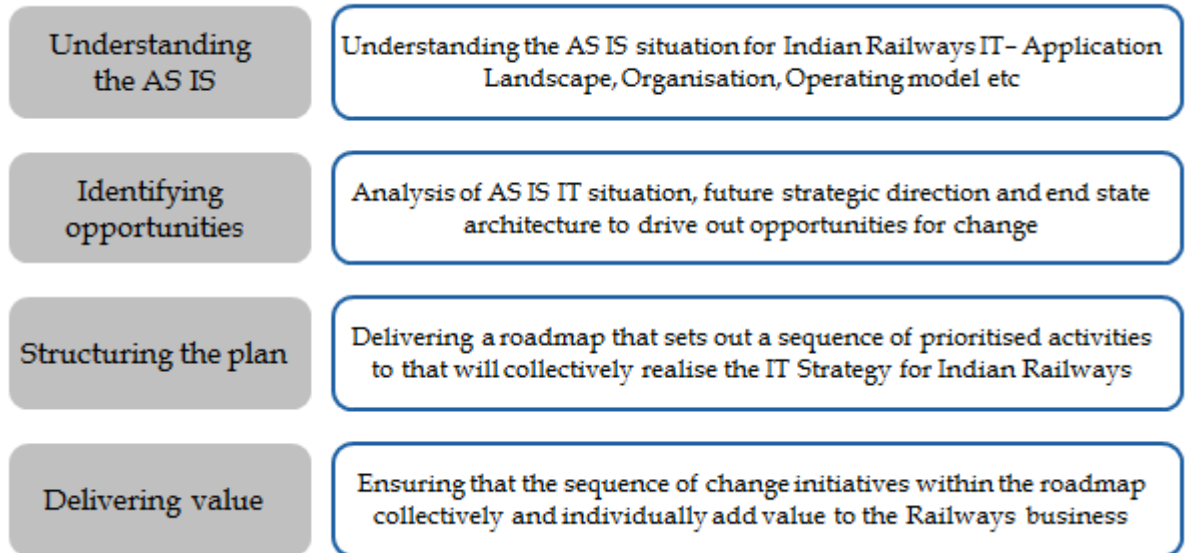 Understanding
the AS IS
Understanding the AS IS situation for Indian Railways IT– Application
Landscape, Organisation, Operating model etc
Identifying
opportunities
Analysis of AS IS IT situation, future strategic direction and end state
architecture to drive out opportunities for change
Structuring the plan
Delivering a roadmap that sets out a sequence of prioritised activities
to that will collectively realise the IT Strategy for Indian Railways
Delivering value
Ensuring that the sequence of change initiatives within the roadmap
collectively and individually add value to the Railways business